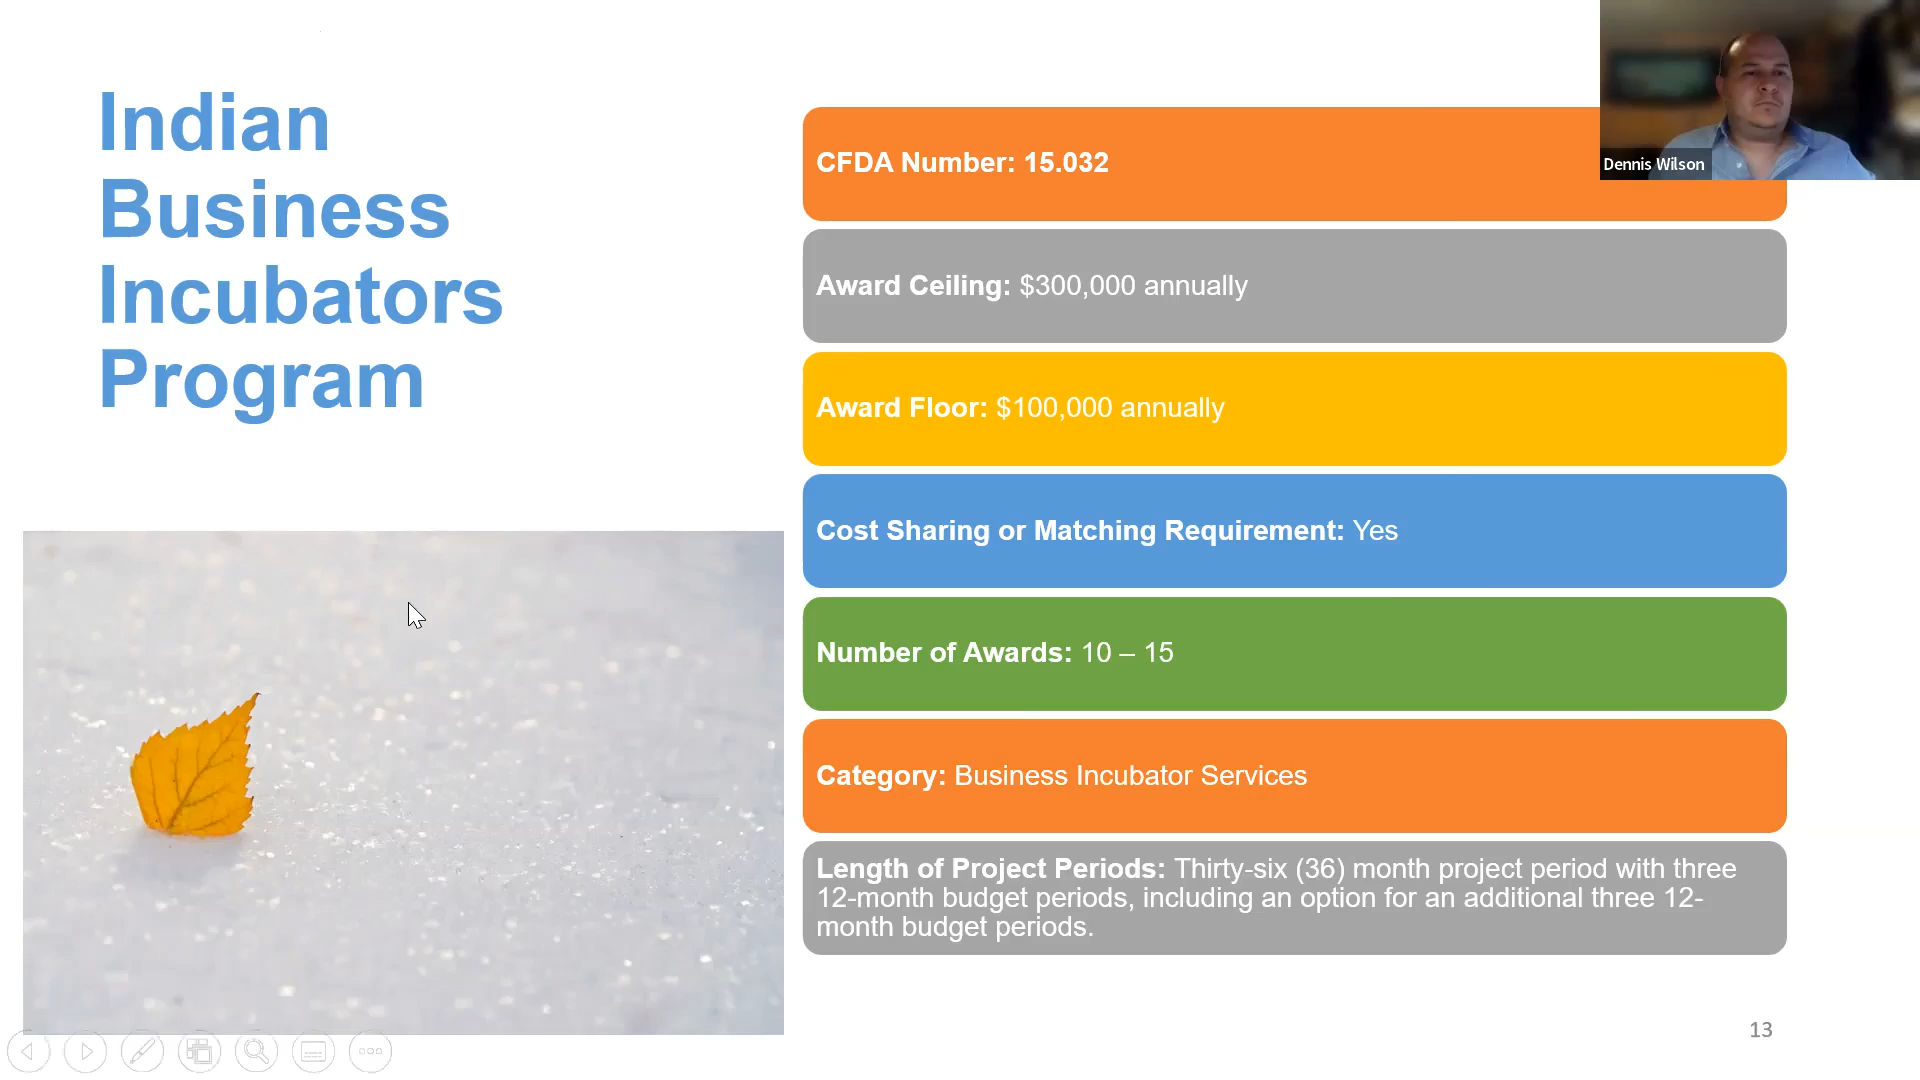 Indian
Business
Incubators
Program
CFDA Number: 15.032
Award Ceiling: $300,000 annually
Award Floor: $100,000 annually
Cost Sharing or Matching Requirement: Yes
Number of Awards: 10 – 15
Category: Business Incubator Services
Length of Project Periods: Thirty-six (36) month project period with three
12-month budget periods, including an option for an additional three 12-
month budget periods.
Dennis Wilson
13